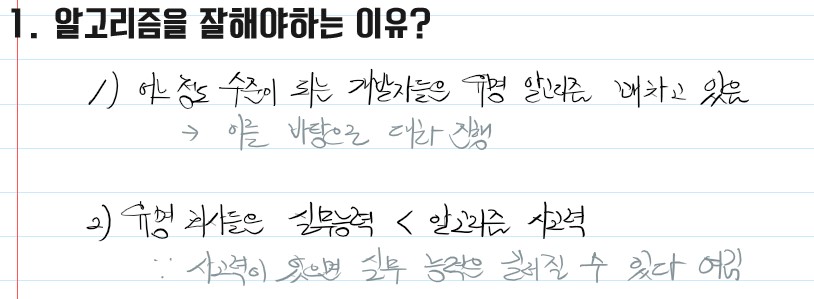 1. 알고리즘을 잘해야하는 이유?
1) 어느 정도 수준이 되는 개발자들은 유명 알고리즘 꽤차고 있음
→ 이를 바탕으로 대화 진행
2) 유명 회사들은 실무능력 < 알고리즘 사고력
∵ 사고력이 있으면 실무 능력은 길러질 수 있다 여김